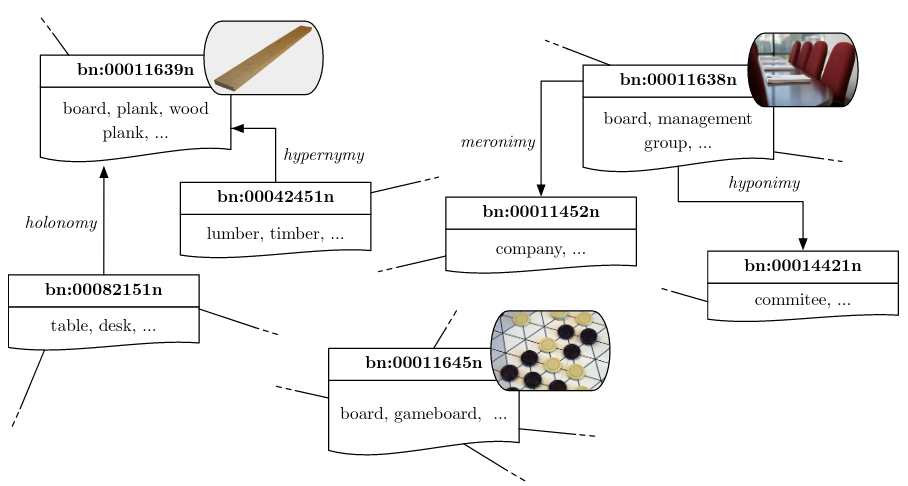 bn:00011639n
board, plank, wood
plank, ...
hypernymy
bn:00042451n
lumber, timber, ...
holonomy
bn:00082151n
table, desk, ...
bn:00011638n
board, management
group, ...
meronimy
hyponimy
bn:00011452n
company, ...
bn:00014421n
commitee, ...
bn:00011645n
board, gameboard, ...